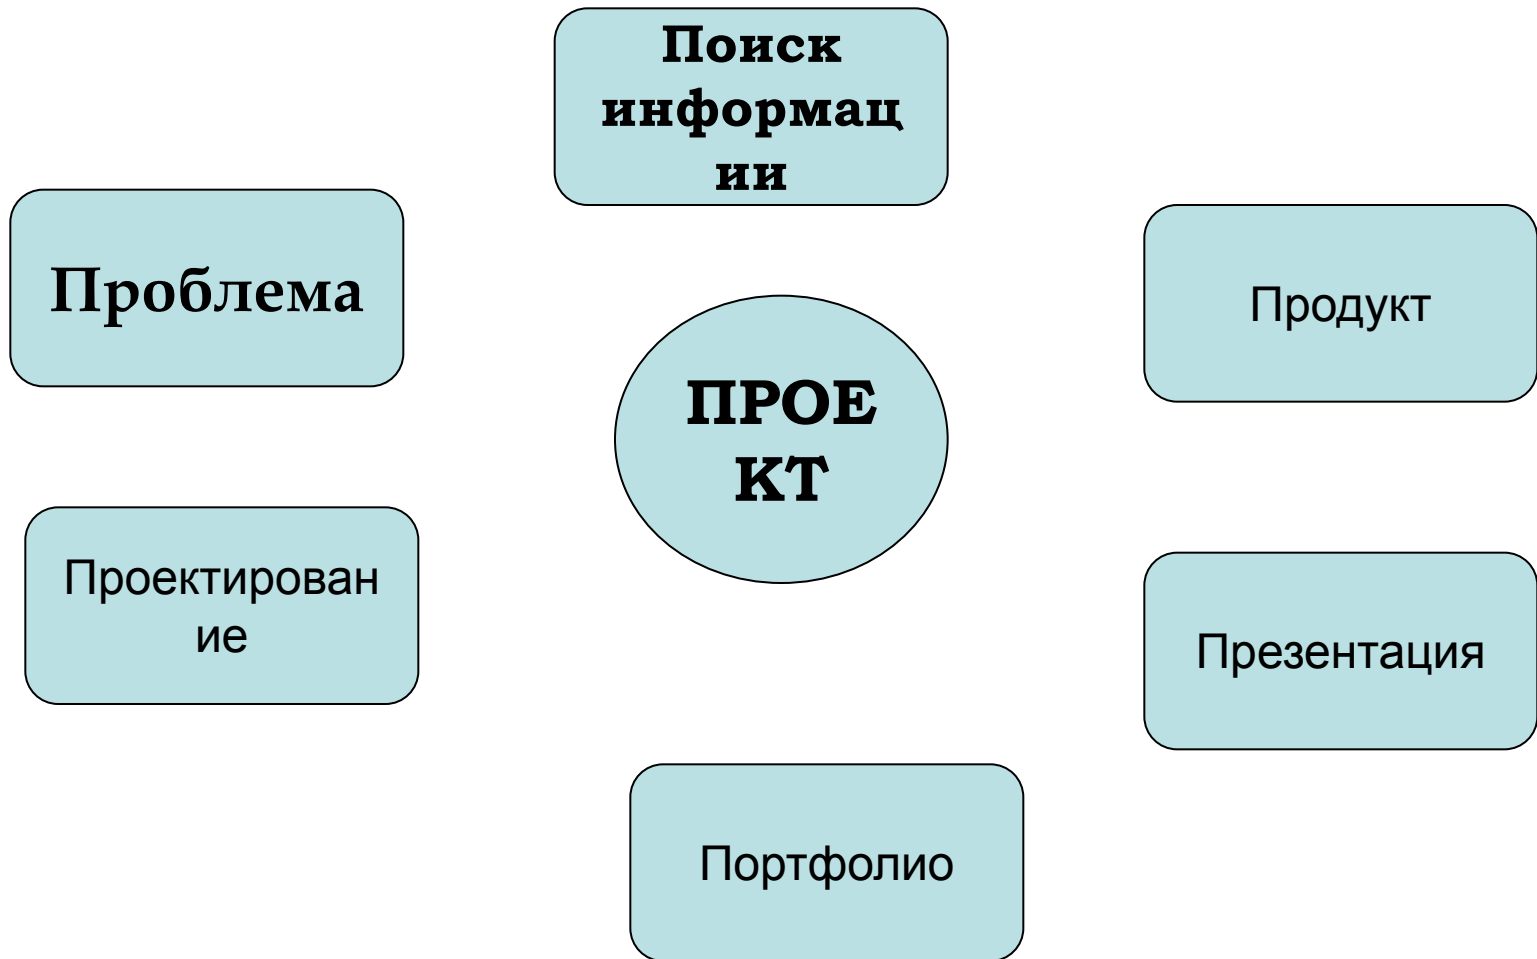 Поиск
информац
ии
Проблема
Продукт
ПРОЕ
КТ
Проектирован
ие
Презентация
Портфолио